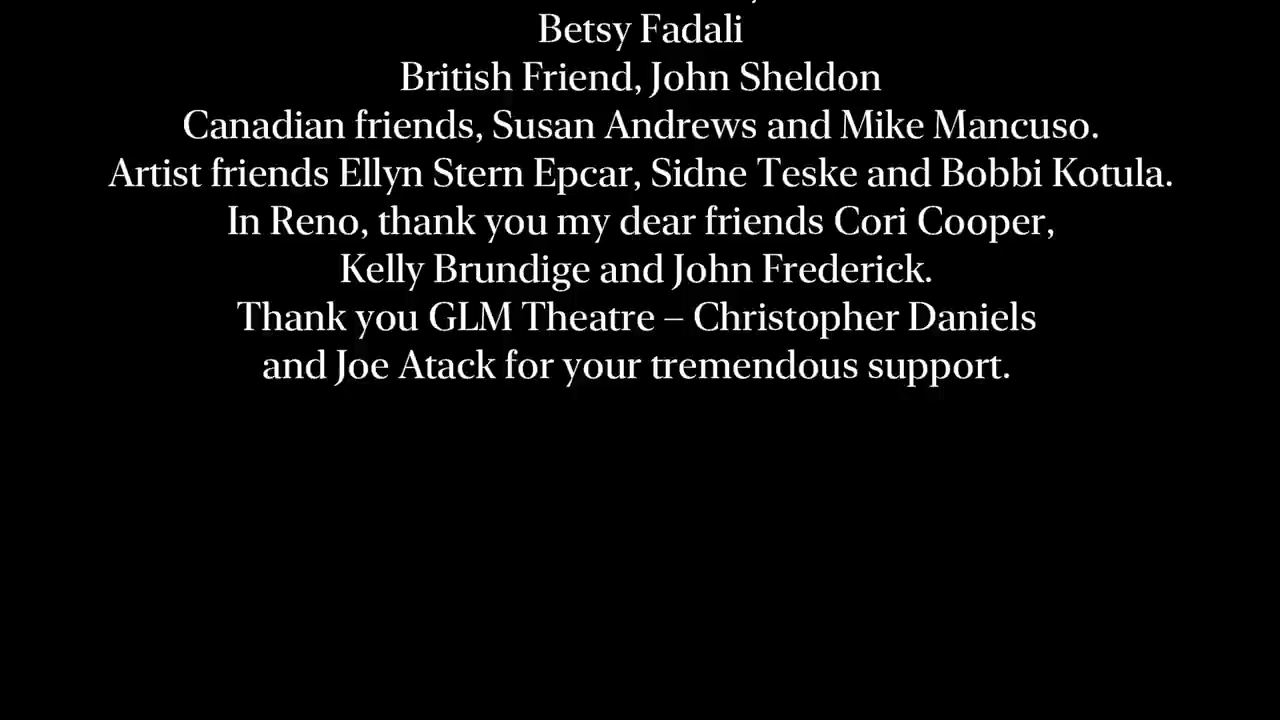 Betsy Fadali
British Friend, John Sheldon
Canadian friends, Susan Andrews and Mike Mancuso.
Artist friends Ellyn Stern Epcar, Sidne Teske and Bobbi Kotula.
In Reno, thank you my dear friends Cori Cooper,
Kelly Brundige and John Frederick.
Thank you GLM Theatre – Christopher Daniels
and Joe Atack for your tremendous support.